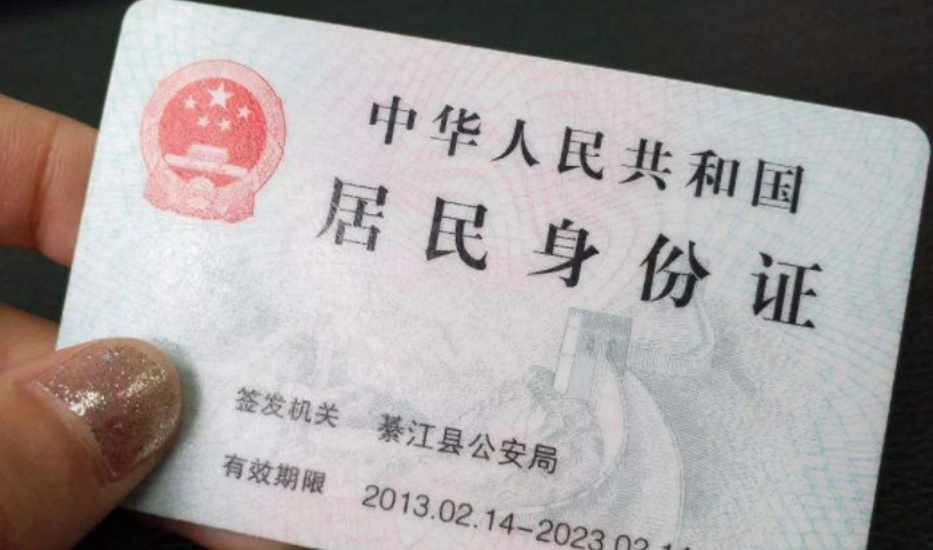 中华人民共和国
居民身份证
签发机关 綦江县公安局
有效期限 2013.02.14-2023.02.14